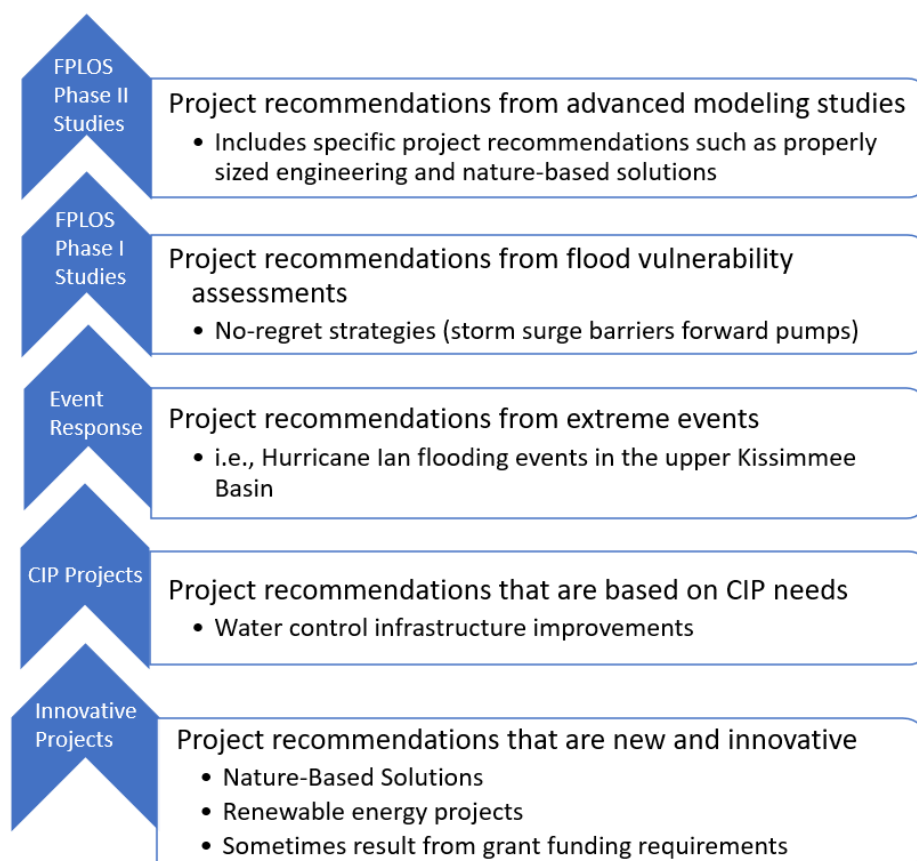 FPLOS
Phase II
Studies
Project recommendations from advanced modeling studies
• Includes specific project recommendations such as properly
sized engineering and nature-based solutions
FPLOS
Phase I
Studies
Project recommendations from flood vulnerability
assessments
• No-regret strategies (storm surge barriers forward pumps)
Event
Response
Project recommendations from extreme events
• i.e., Hurricane Ian flooding events in the upper Kissimmee
Basin
CIP Projects
Project recommendations that are based on CIP needs
• Water control infrastructure improvements
Innovative
Projects
Project recommendations that are new and innovative
• Nature-Based Solutions
• Renewable energy projects
• Sometimes result from grant funding requirements